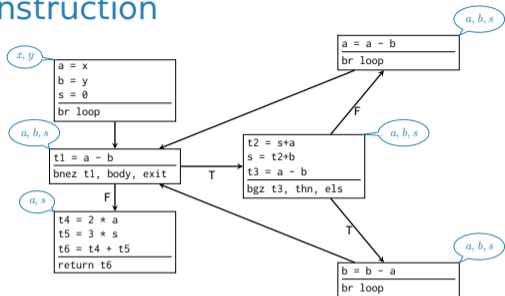 nstruction
x, y
a = x
b = y
s = 0
br loop
a, b, s
a = a - b
br loop
a, b, s
t1 = a - b
bnez t1, body, exit
T
F
F
a, b, s
t2 = s+a
s = t2+b
t3 = a - b
bgz t3, thn, els
T
a, s
t4 = 2 * a
t5 = 3 * s
t6 = t4 + t5
return t6
a, b, s
b = b - a
br loop